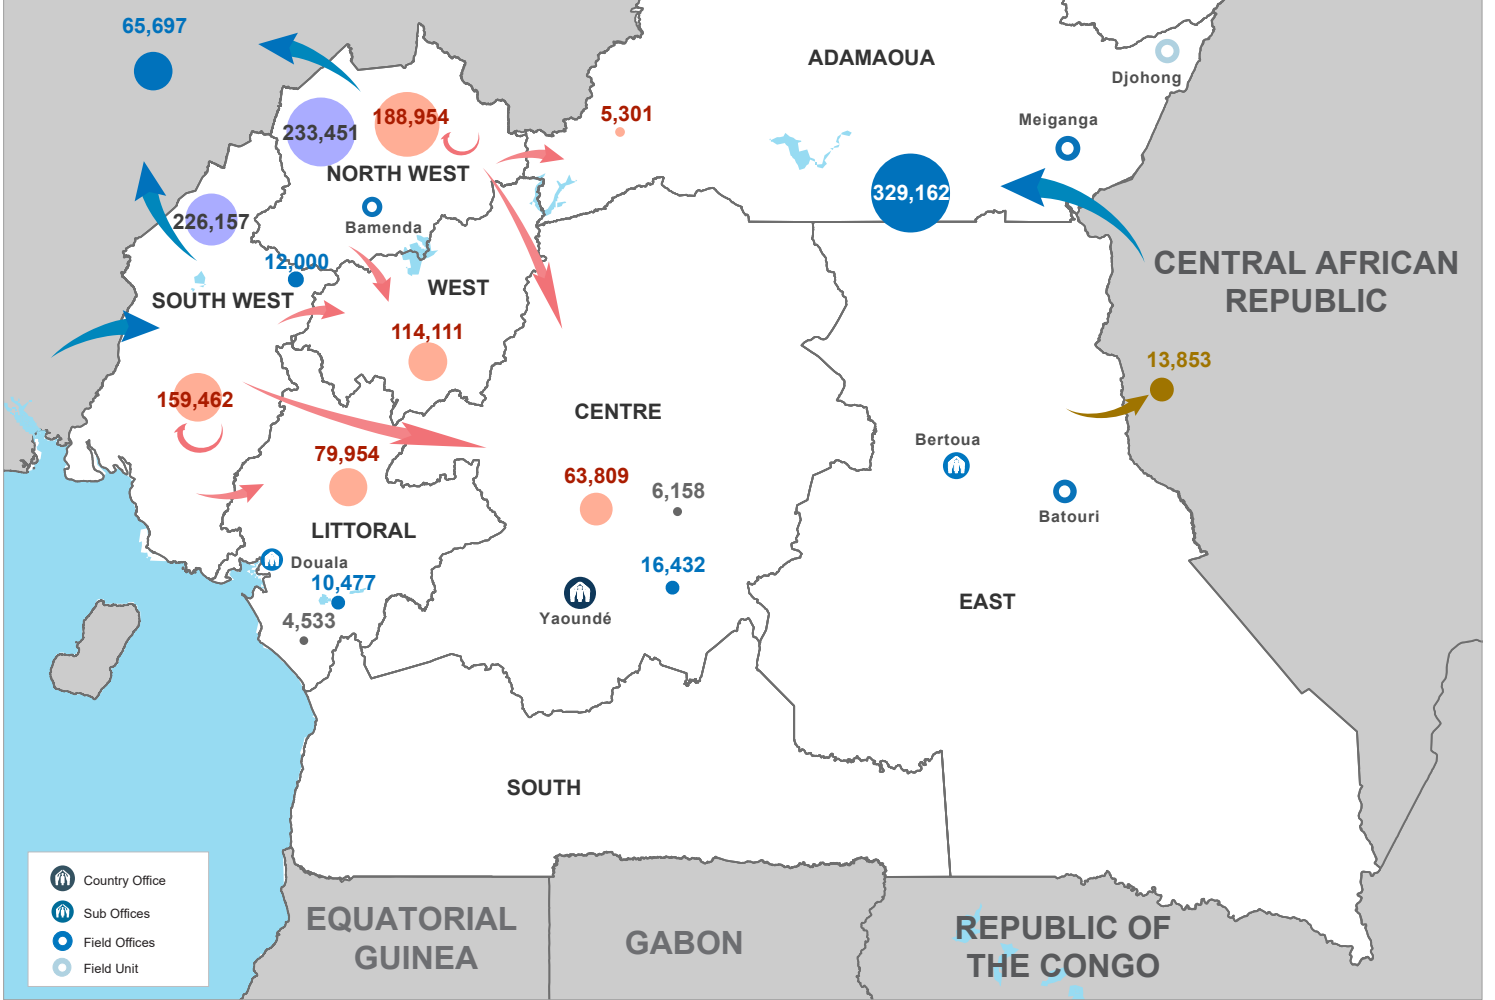 65,697
ADAMAOUA
Djohong
5,301
188,954
233,451
Meiganga
NORTH WEST
329,162
226,157
Bamenda
12,000
CENTRAL AFRICAN
REPUBLIC
WEST
SOUTH WEST
114,111
13,853
159,462
CENTRE
Bertoua
79,954
63,809
6,158
Batouri
LITTORAL
Douala
16,432
10,477
EAST
Yaoundé
4,533
SOUTH
Country Office
Sub Offices
Field Offices
Field Unit
EQUATORIAL
GUINEA
GABON
REPUBLIC OF
THE CONGO